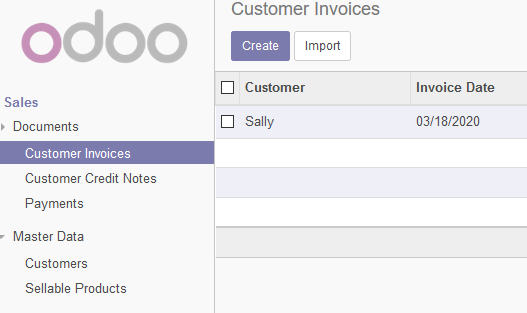 odoo
Sales
Documents
Customer Invoices
Customer Credit Notes
Payments
Master Data
Customers
Sellable Products
Customer Invoices
Create Import
Customer Invoice Date
Sally 03/18/2020